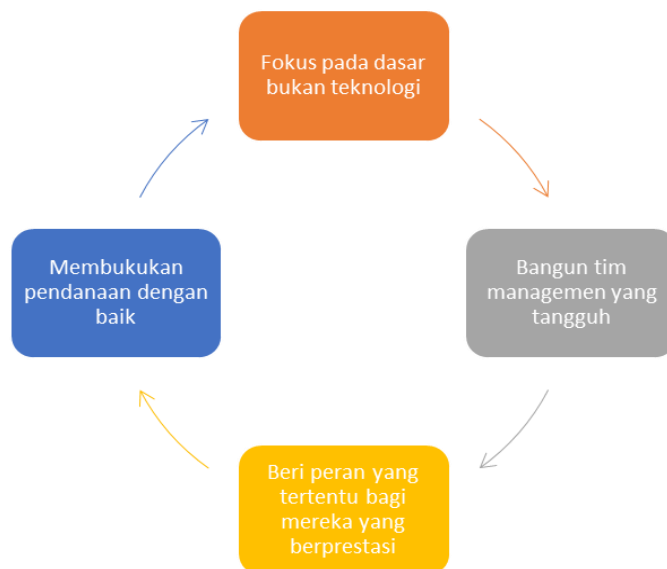 Fokus pada dasar
bukan teknologi
Bangun tim
managemen yang
tangguh
Beri peran yang
tertentu bagi
mereka yang
berprestasi
Membukukan
pendanaan dengan
baik